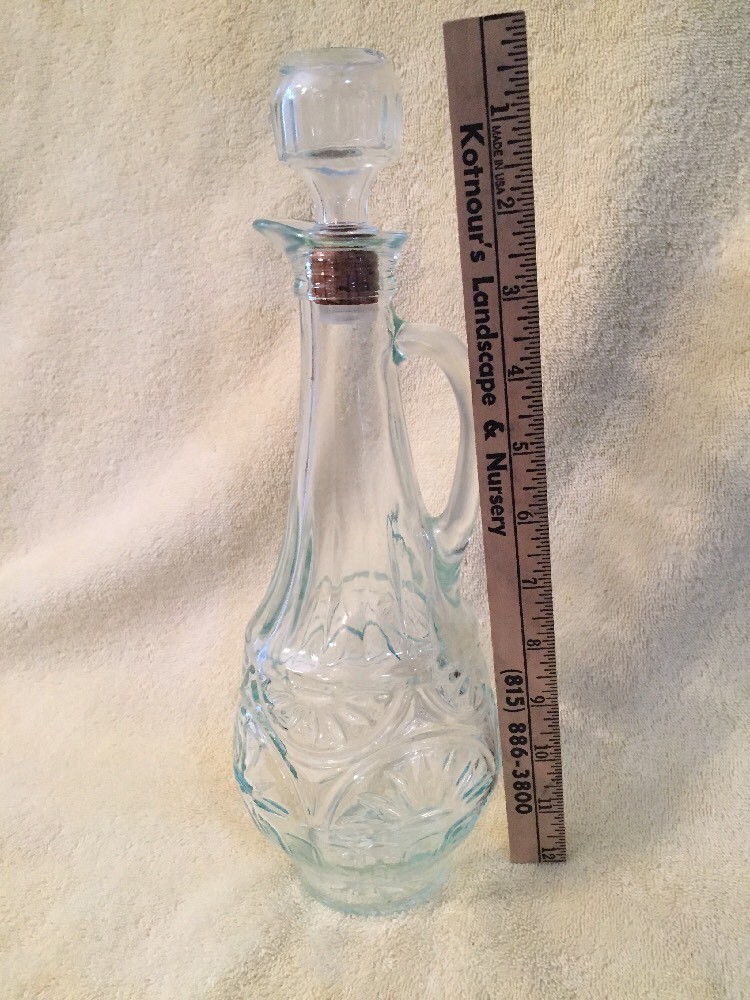 1 2 3 4 5 6 7 8 9 10 11 12
MADE IN USA
Kotnour's Landscape & Nursery
(815) 886-3800